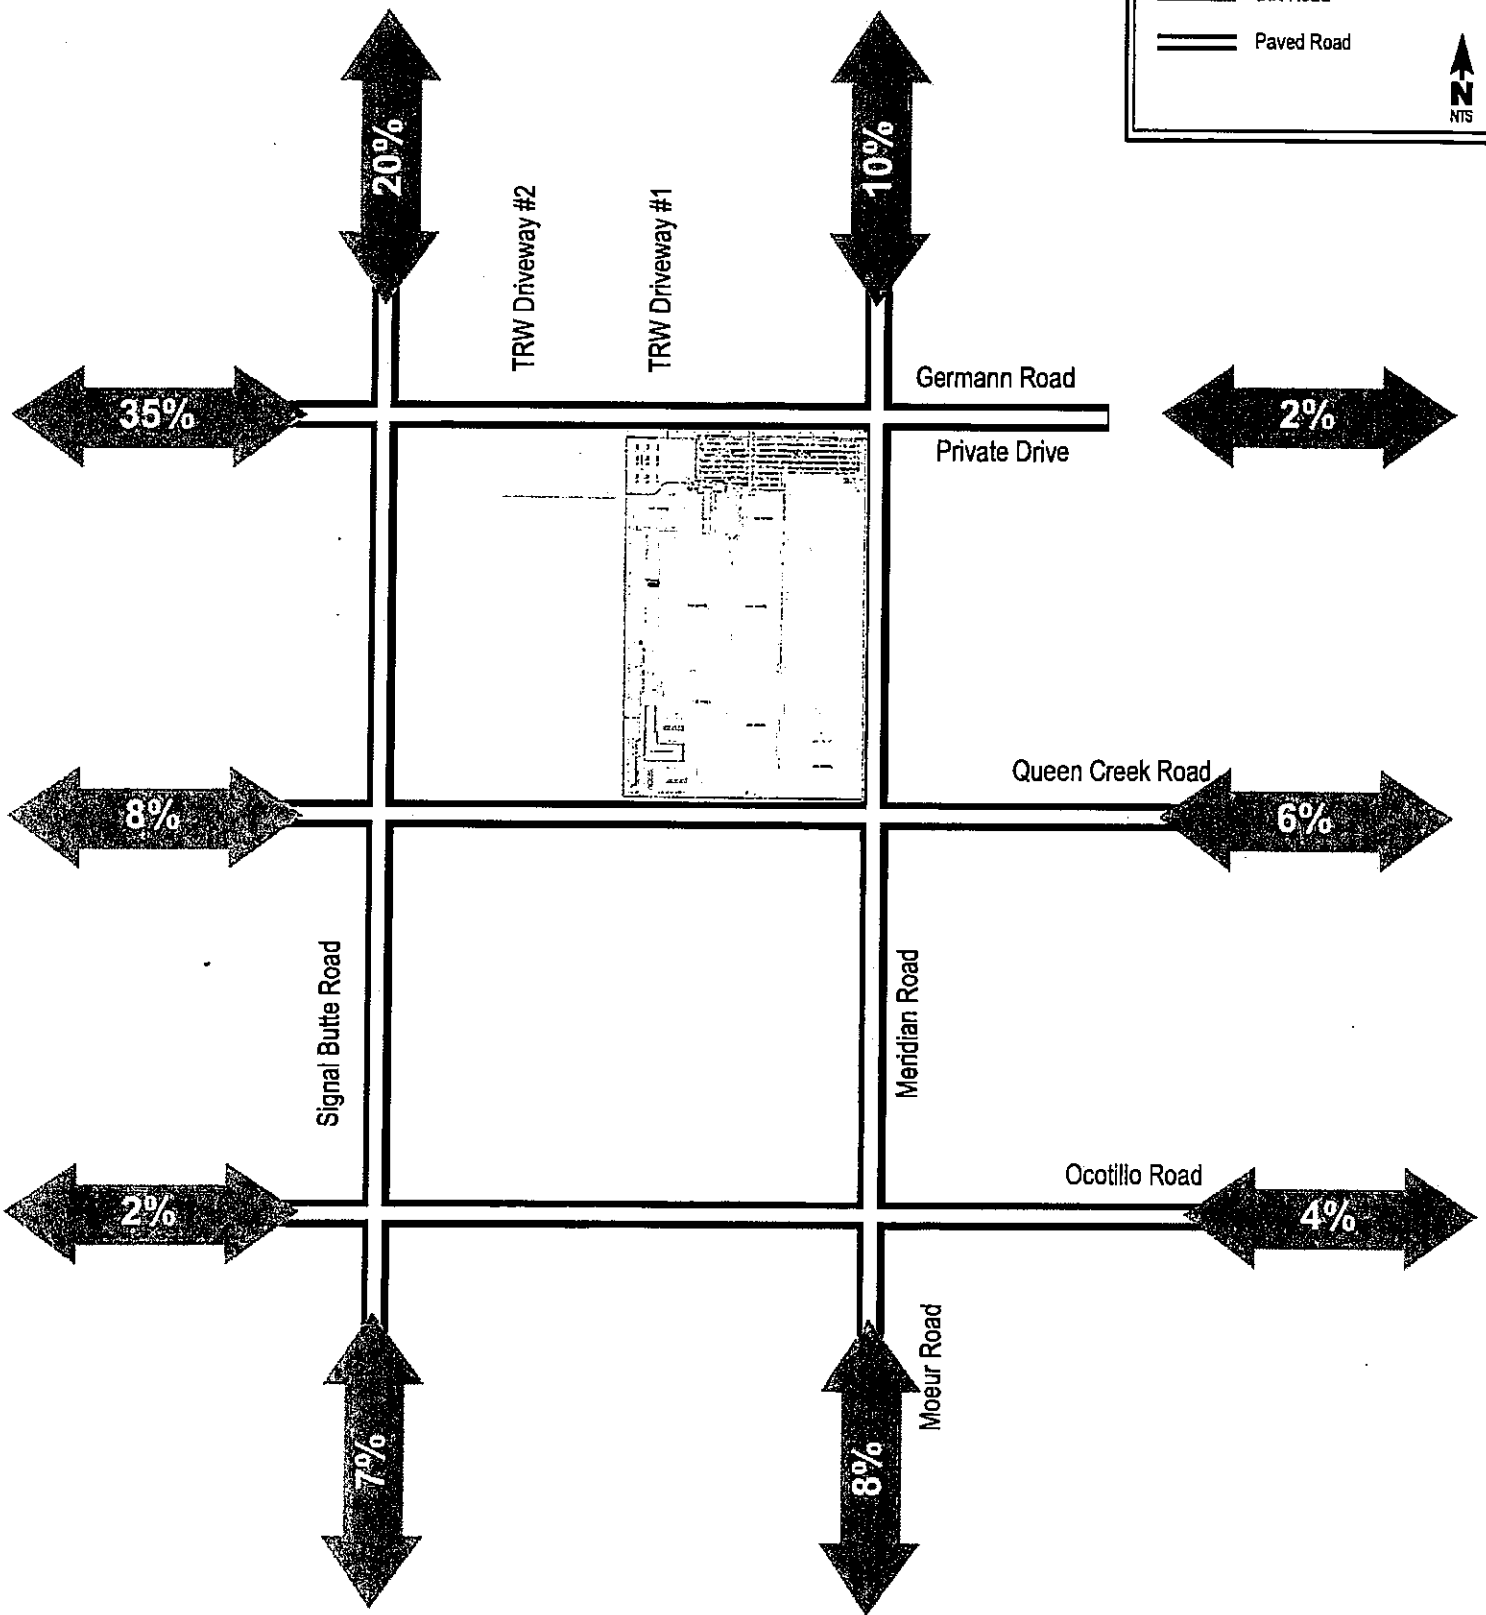 Paved Road
N
NTS
20%
10%
TRW Driveway #2
TRW Driveway #1
Germann Road
35%
2%
Private Drive
Queen Creek Road
8%
6%
Signal Butte Road
Meridian Road
Ocotillo Road
2%
4%
Moeur Road
7%
8%